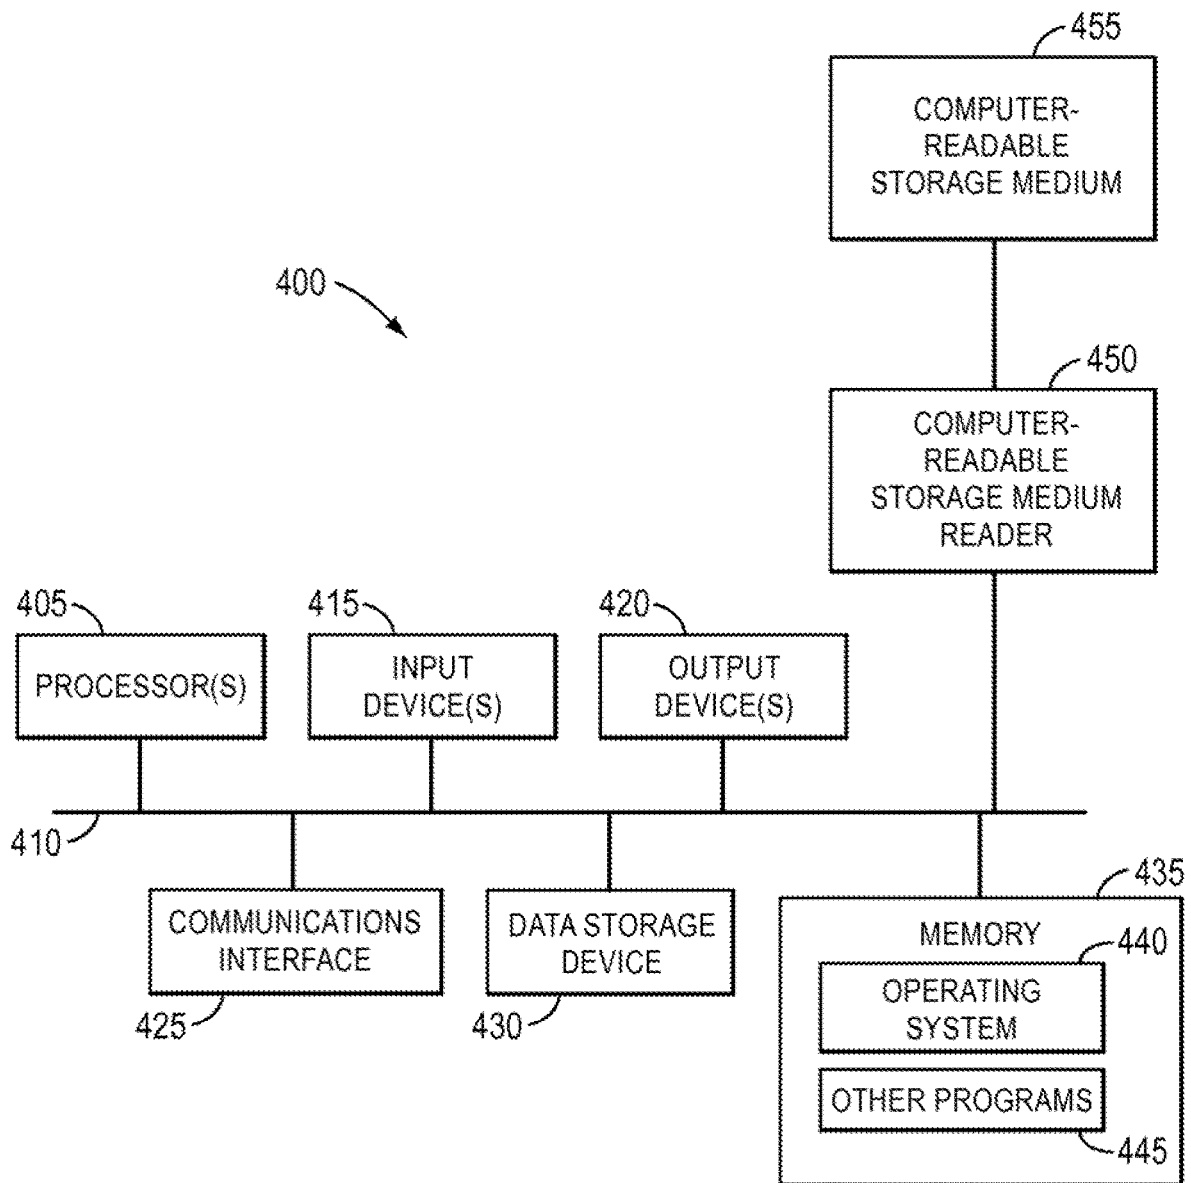 455
COMPUTER-
READABLE
STORAGE MEDIUM
400
450
COMPUTER-
READABLE
STORAGE MEDIUM
READER
405
PROCESSOR(S)
415
INPUT
DEVICE(S)
420
OUTPUT
DEVICE(S)
410
COMMUNICATIONS
INTERFACE
425
DATA STORAGE
DEVICE
430
435
MEMORY
440
OPERATING
SYSTEM
OTHER PROGRAMS
445